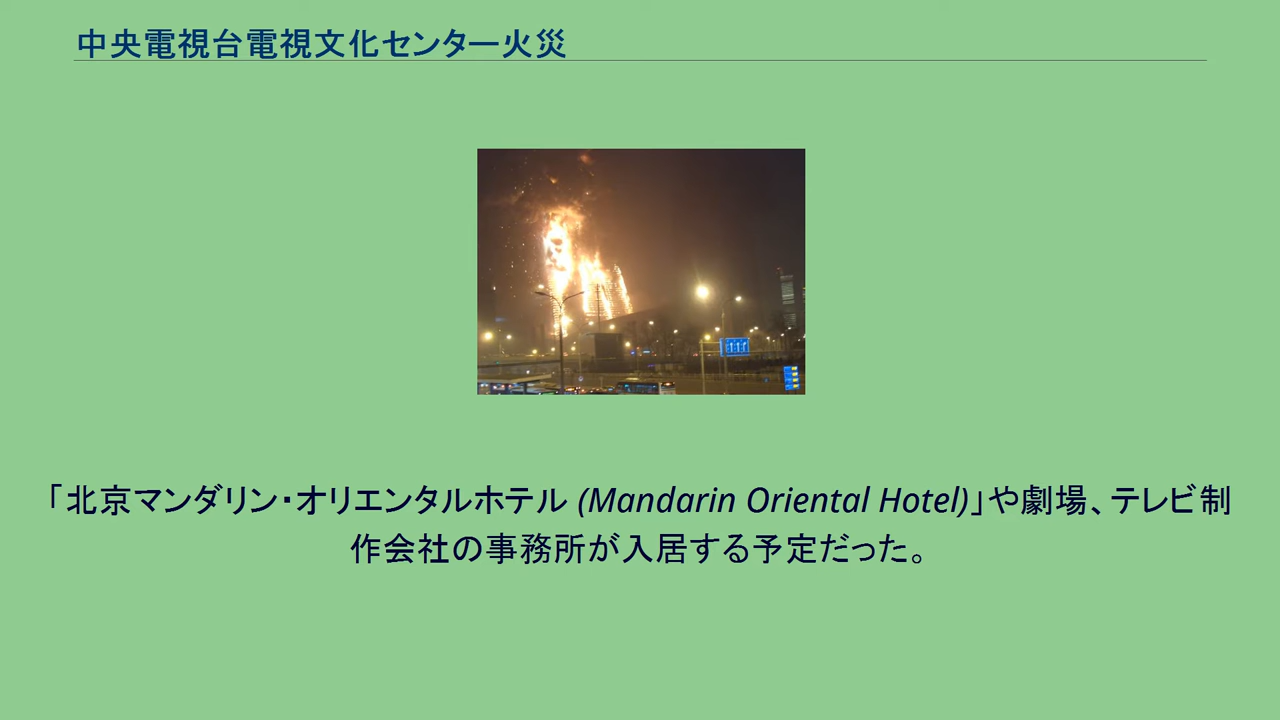 中央電視台電視文化センター火災
「北京マンダリン・オリエンタルホテル (Mandarin Oriental Hotel)」や劇場、テレビ制
作会社の事務所が入居する予定だった。